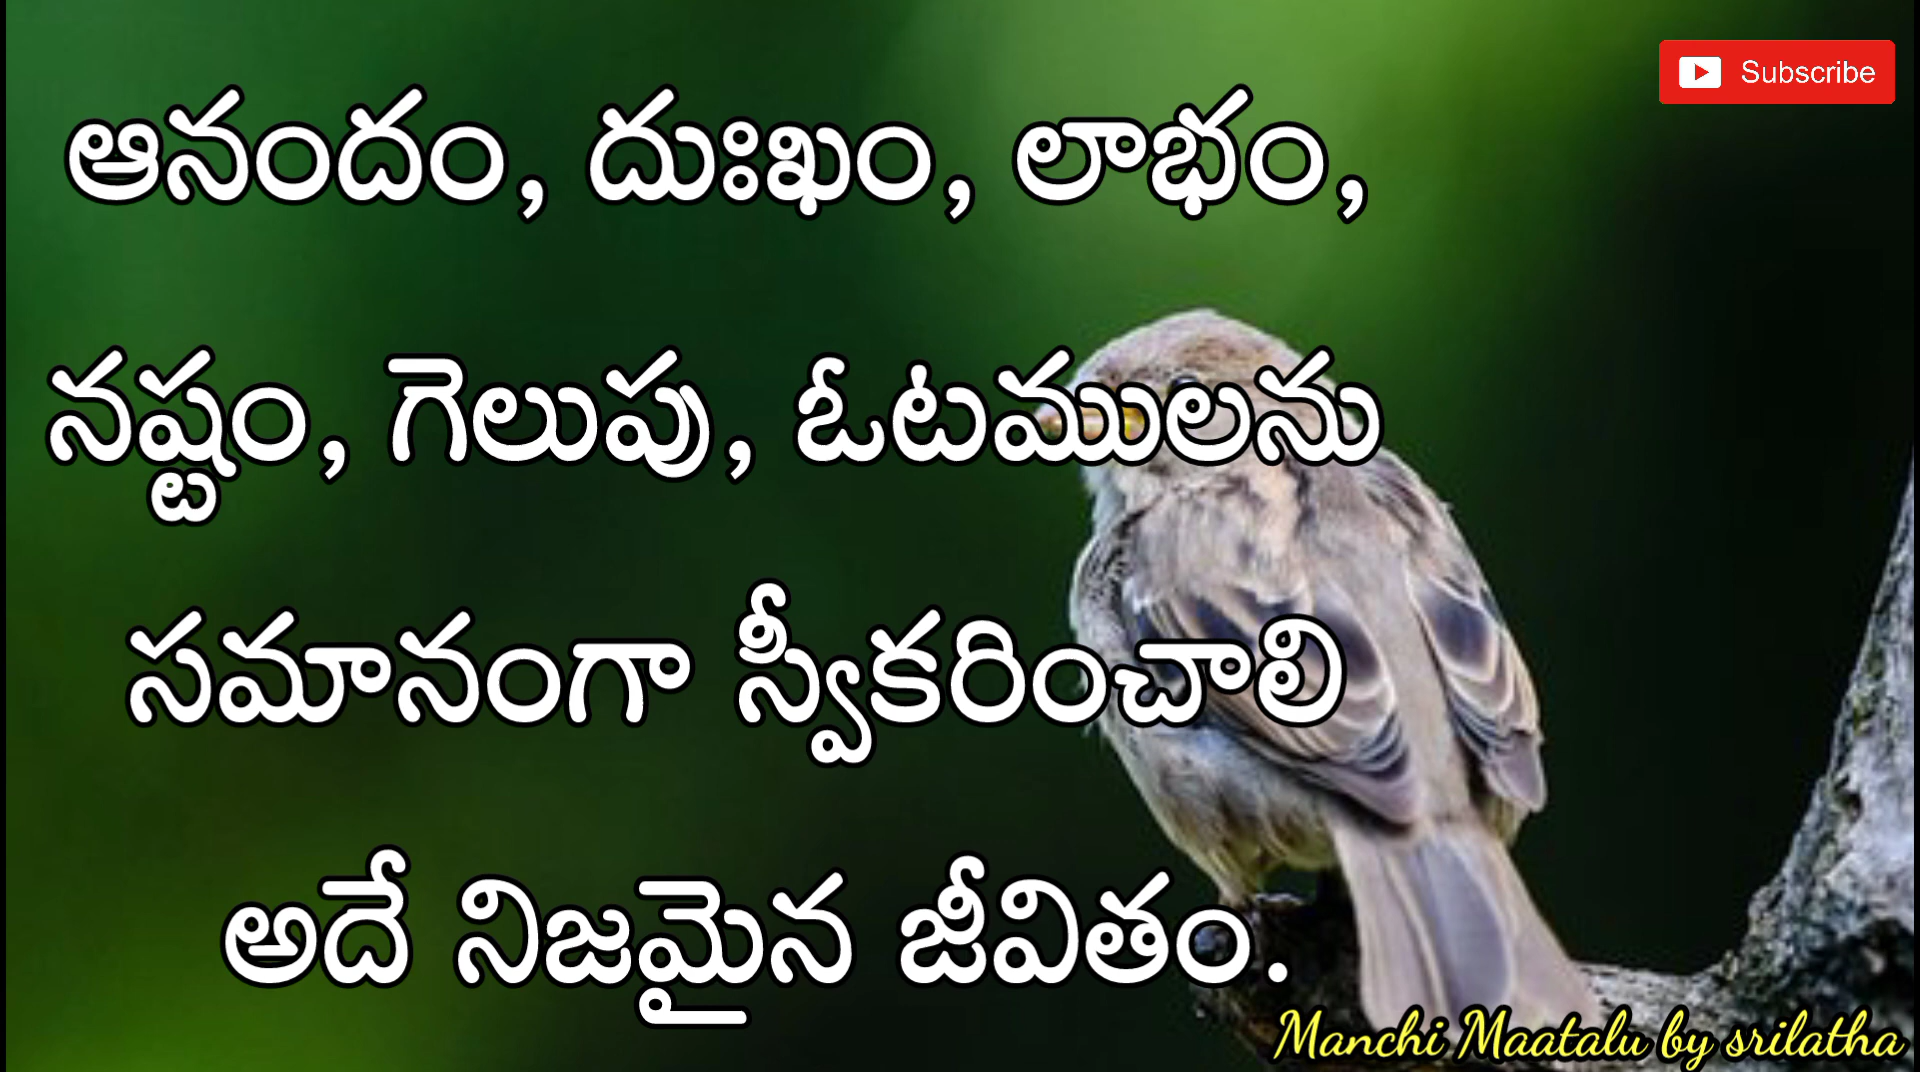 Subscribe
ఆనందం, దుఃఖం, లాభం,
నష్టం, గెలుపు, ఓటములను
సమానంగా స్వీకరించాలి
అదే నిజమైన జీవితం.
Manchi Maatalu by srilatha